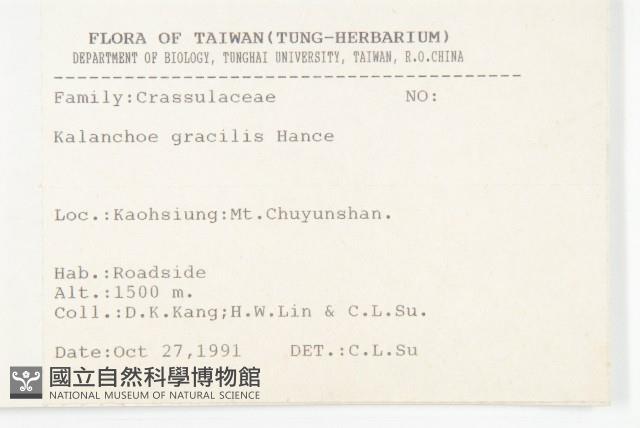 FLORA OF TAIWAN(TUNG-HERBARIUM)
DEPARTMENT OF BIOLOGY, TUNGHAI UNIVERSITY, TAIWAN, R.O.CHINA
------------------------------------------------
Family:Crassulaceae NO:
Kalanchoe gracilis Hance
Loc.:Kaohsiung:Mt.Chuyunshan.
Hab.:Roadside
Alt.:1500 m.
Coll.:D.K.Kang;H.W.Lin & C.L.Su.
Date:Oct 27,1991 DET.:C.L.Su
國立自然科學博物館
NATIONAL MUSEUM OF NATURAL SCIENCE